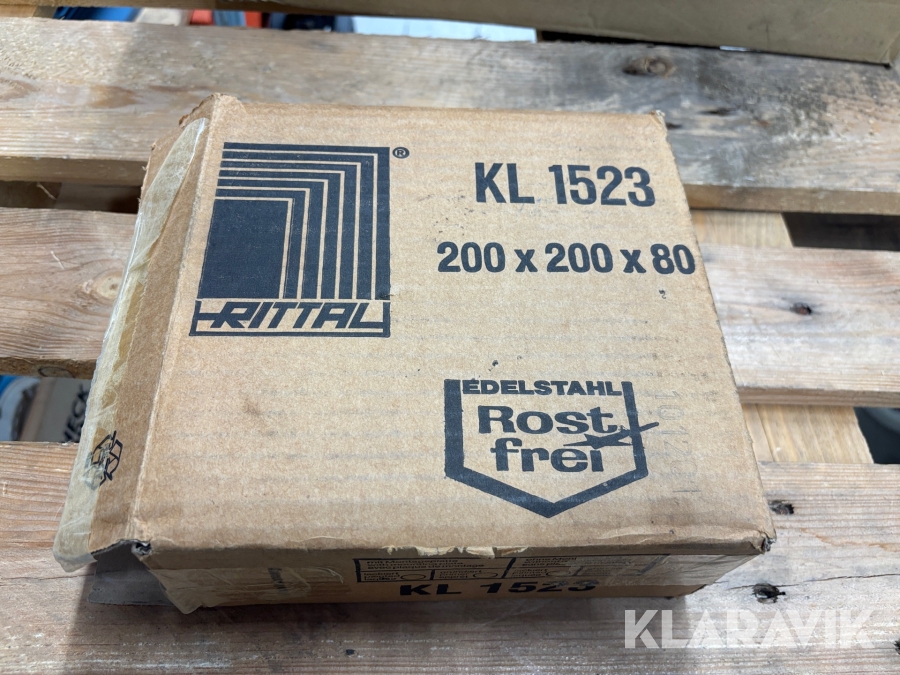 ®
KL 1523
200 x 200 x 80
RITTAL
EDELSTAHL
Rost
frei
KL 1523
KLARAVIK